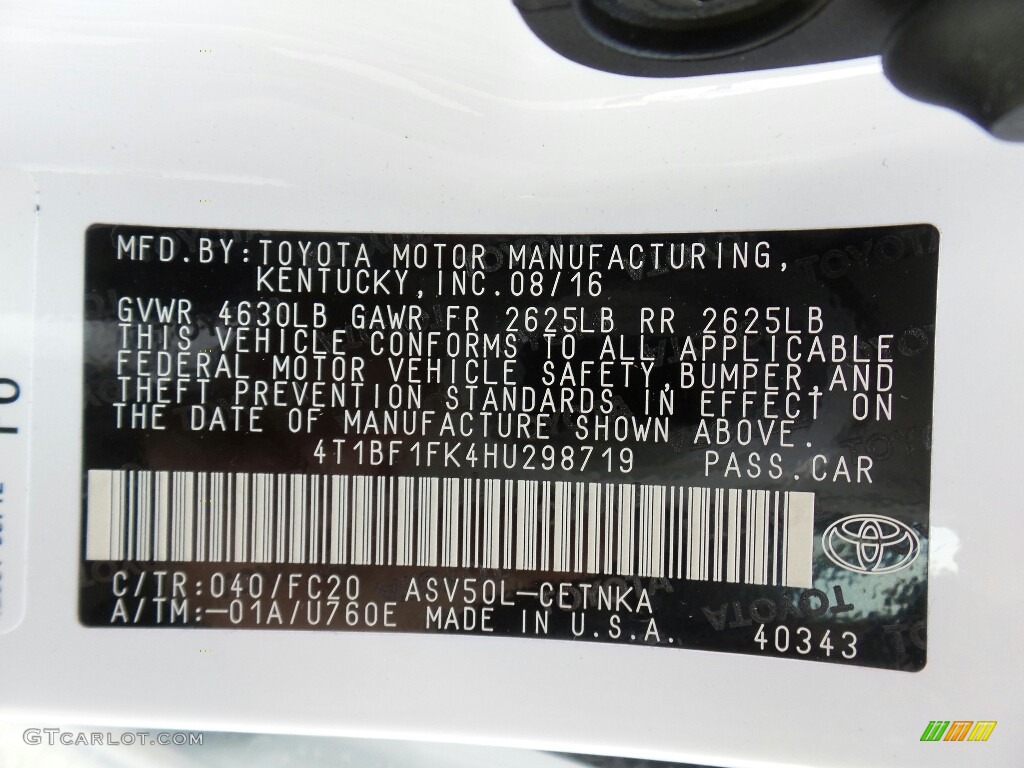 MFD.BY:TOYOTA MOTOR MANUFACTURING,
KENTUCKY,INC.08/16
GVWR 4630LB GAWR FR 2625LB RR 2625LB
THIS VEHICLE CONFORMS TO ALL APPLICABLE
FEDERAL MOTOR VEHICLE SAFETY,BUMPER,AND
THEFT PREVENTION STANDARDS IN EFFECT ON
THE DATE OF MANUFACTURE SHOWN ABOVE.
4T1BF1FK4HU298719 PASS.CAR
C/TR:040/FC20 ASV50L-CETNKA
A/TM:-01A/U760E MADE IN U.S.A.
40343
GTCARLOT.COM